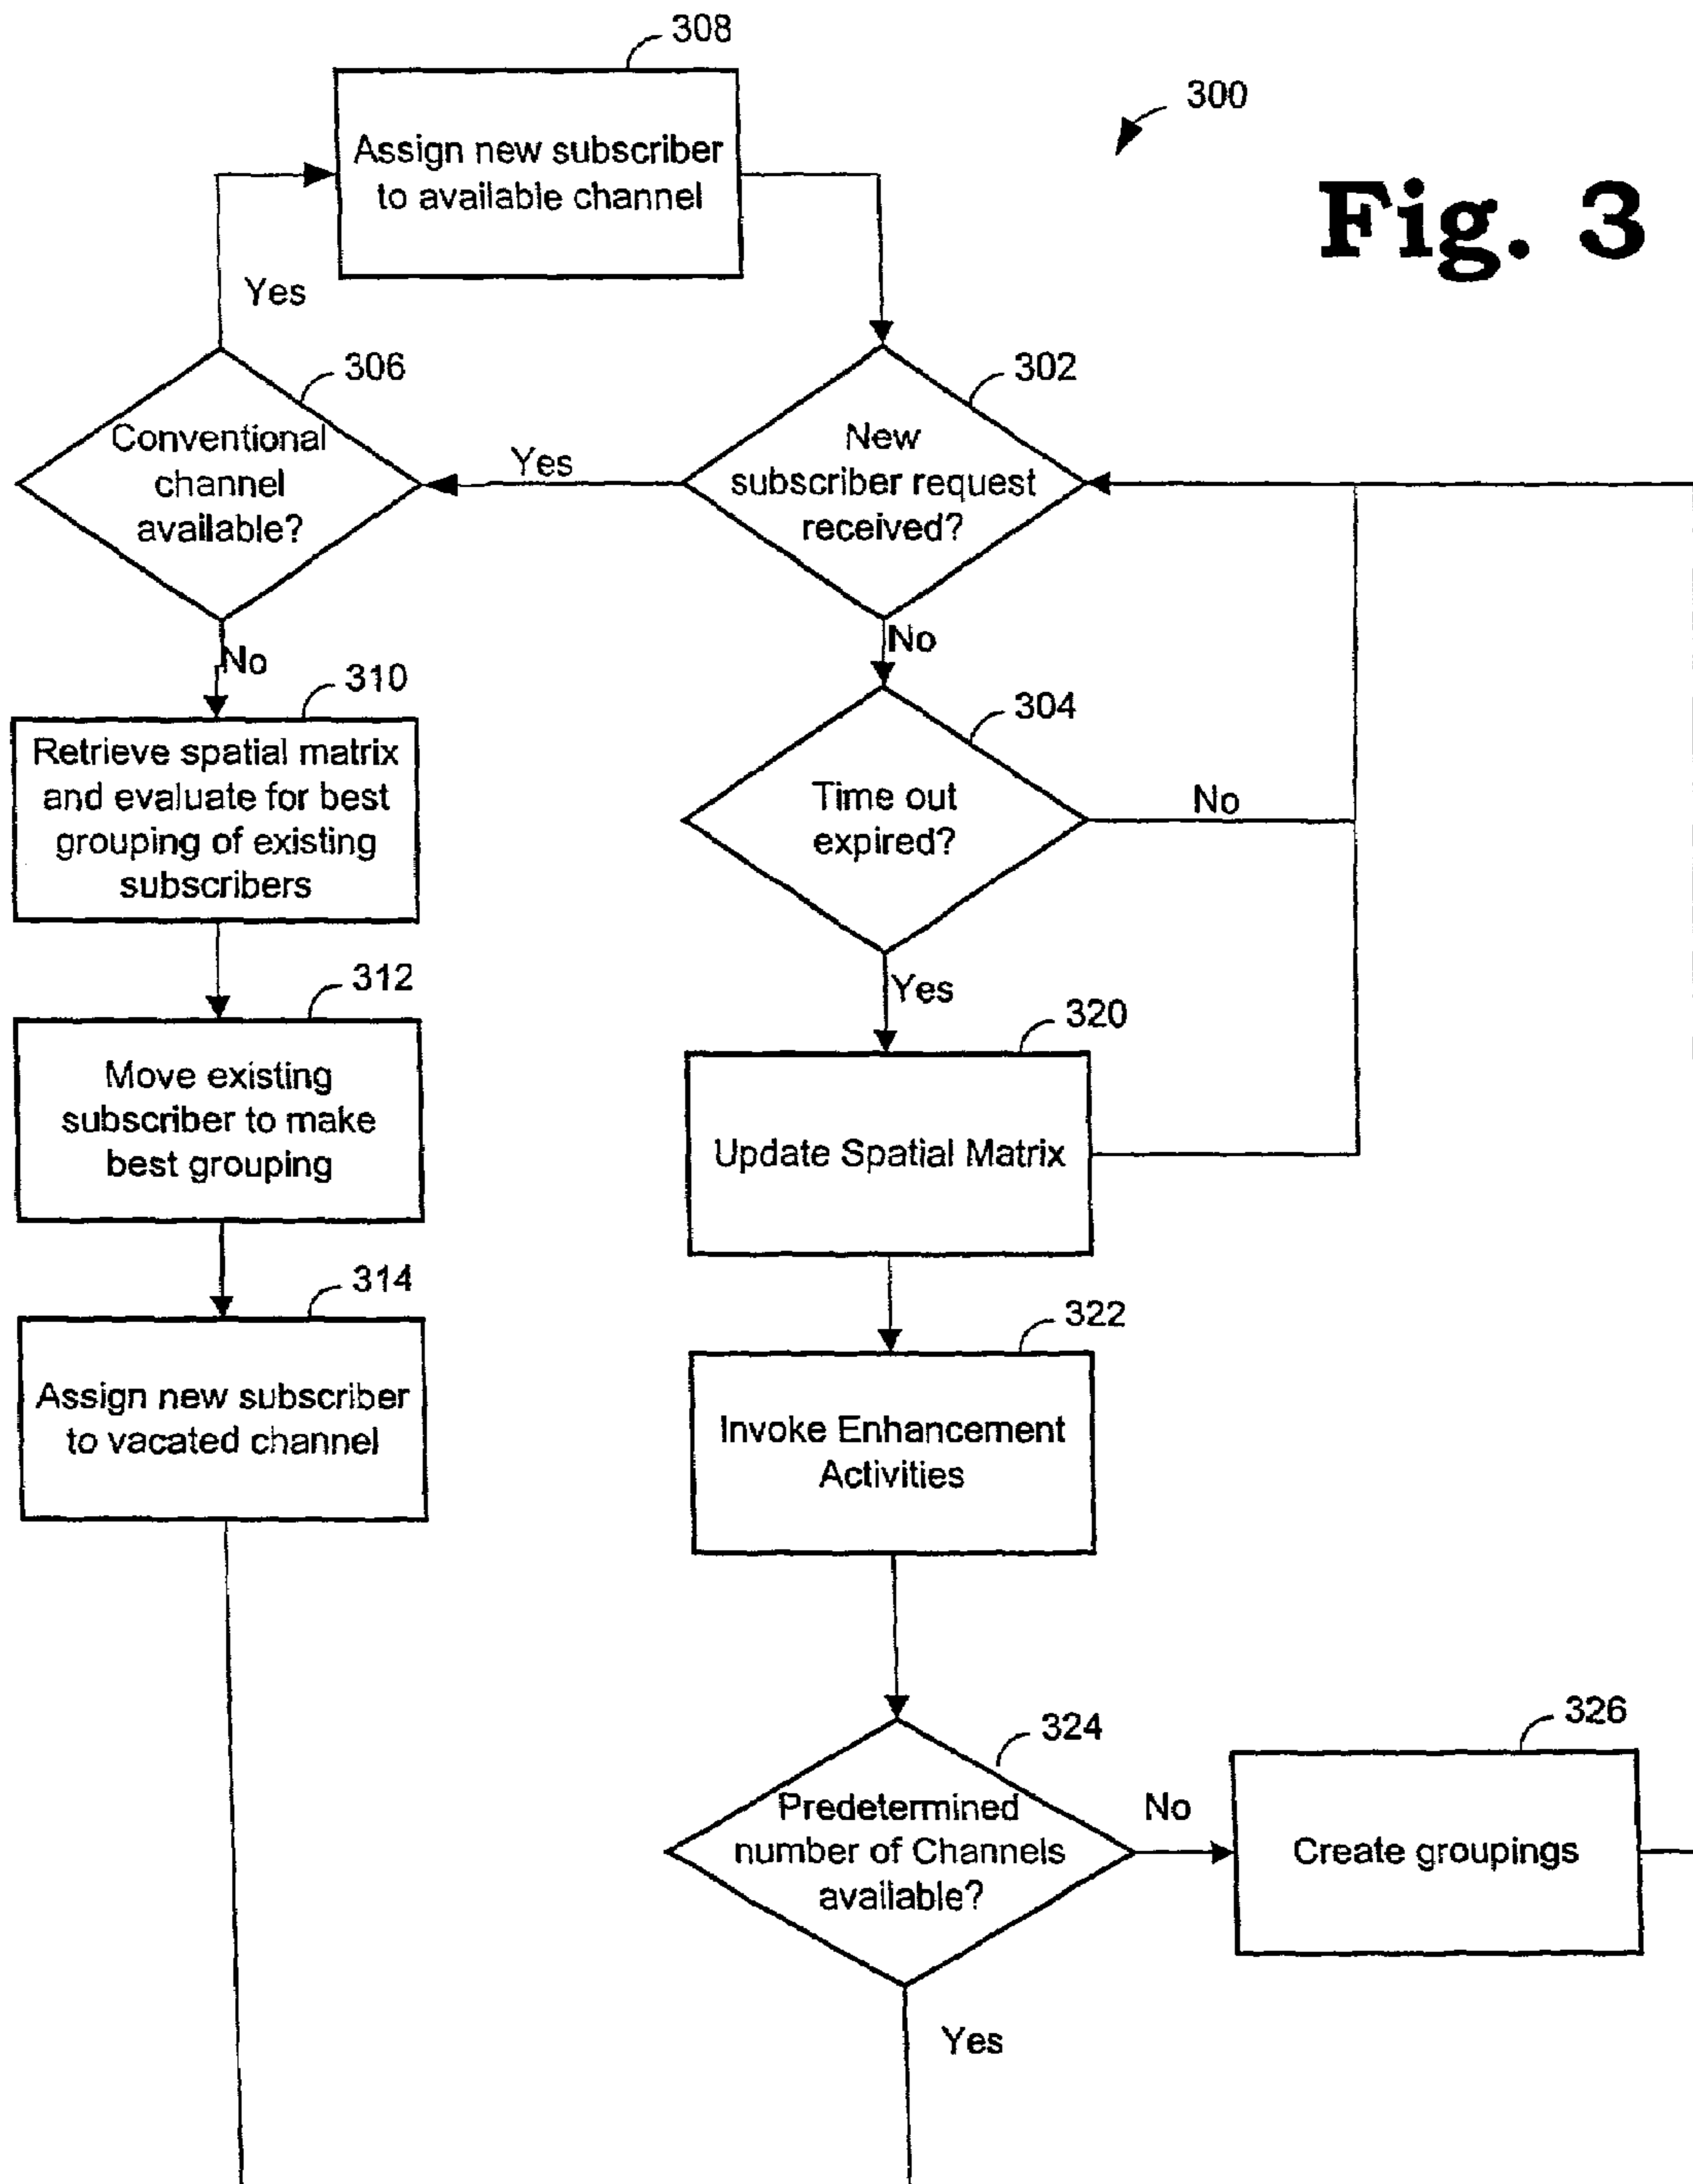 308
300
Assign new subscriber
to available channel
Fig. 3
Yes
306
302
Conventional
channel
available?
Yes
New
subscriber request
received?
No
No
310
304
Retrieve spatial matrix
and evaluate for best
grouping of existing
subscribers
Time out
expired?
No
312
Yes
320
Move existing
subscriber to make
best grouping
Update Spatial Matrix
314
322
Assign new subscriber
to vacated channel
Invoke Enhancement
Activities
324
326
Predetermined
number of Channels
available?
No
Create groupings
Yes